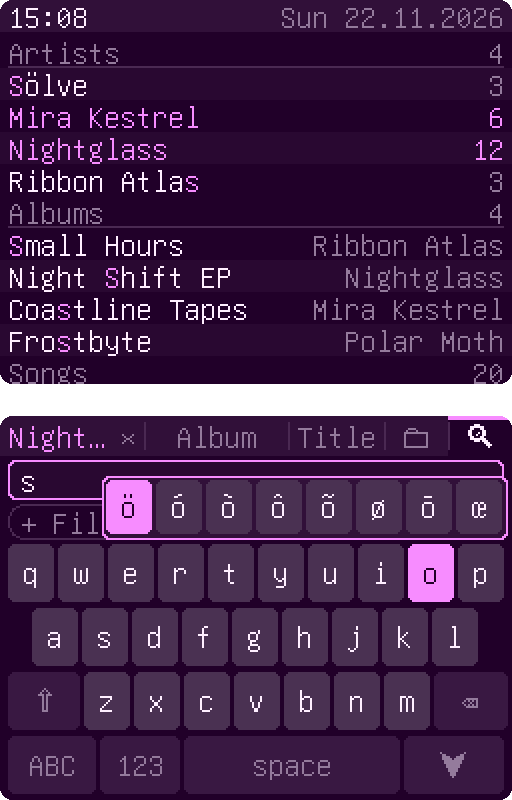 15:08 Sun 22.11.2026
Artists 4
Sölve 3
Mira Kestrel 6
Nightglass 12
Ribbon Atlas 3
Albums 4
Small Hours Ribbon Atlas
Night Shift EP Nightglass
Coastline Tapes Mira Kestrel
Frostbyte Polar Moth
Songs 20
Night… × Album Title
s
+ Fil
ö ó ò ô õ ø ō œ
q w e r t y u i o p
a s d f g h j k l
⇧ z x c v b n m ⌫
ABC 123 space